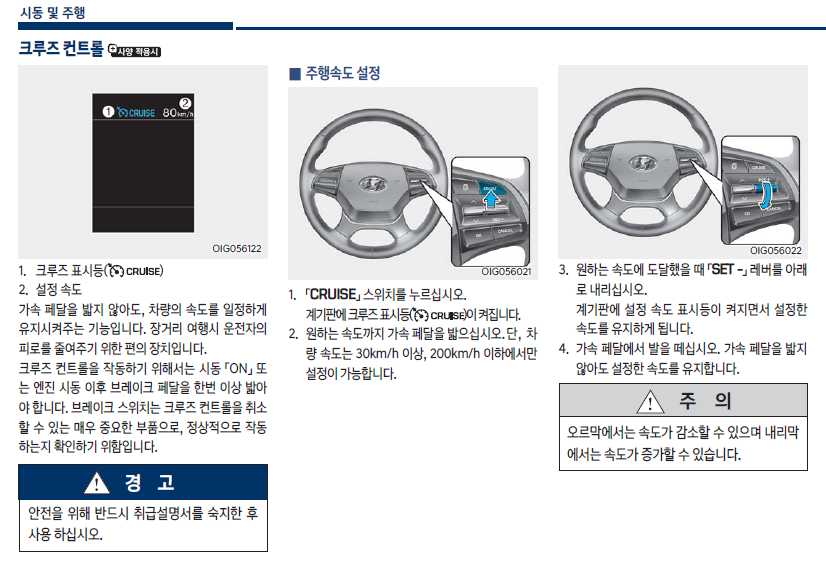 시동 및 주행
크루즈 컨트롤 사양 적용시
1 CRUISE 2 80km/h
OIG056122
1. 크루즈 표시등( CRUISE)
2. 설정 속도
가속 페달을 밟지 않아도, 차량의 속도를 일정하게
유지시켜주는 기능입니다. 장거리 여행시 운전자의
피로를 줄여주기 위한 편의 장치입니다.
크루즈 컨트롤을 작동하기 위해서는 시동 「ON」 또
는 엔진 시동 이후 브레이크 페달을 한번 이상 밟아
야 합니다. 브레이크 스위치는 크루즈 컨트롤을 취소
할 수 있는 매우 중요한 부품으로, 정상적으로 작동
하는지 확인하기 위함입니다.
경 고
안전을 위해 반드시 취급설명서를 숙지한 후
사용 하십시오.
■ 주행속도 설정
CRUISE
SET -
OK
CANCEL
OIG056021
1. 「CRUISE」 스위치를 누르십시오.
계기판에 크루즈 표시등( CRUISE)이 켜집니다.
2. 원하는 속도까지 가속 페달을 밟으십시오. 단, 차
량 속도는 30km/h 이상, 200km/h 이하에서만
설정이 가능합니다.
CRUISE
OK
CANCEL
OIG056022
3. 원하는 속도에 도달했을 때 「SET -」 레버를 아래
로 내리십시오.
계기판에 설정 속도 표시등이 켜지면서 설정한
속도를 유지하게 됩니다.
4. 가속 페달에서 발을 떼십시오. 가속 페달을 밟지
않아도 설정한 속도를 유지합니다.
주 의
오르막에서는 속도가 감소할 수 있으며 내리막
에서는 속도가 증가할 수 있습니다.